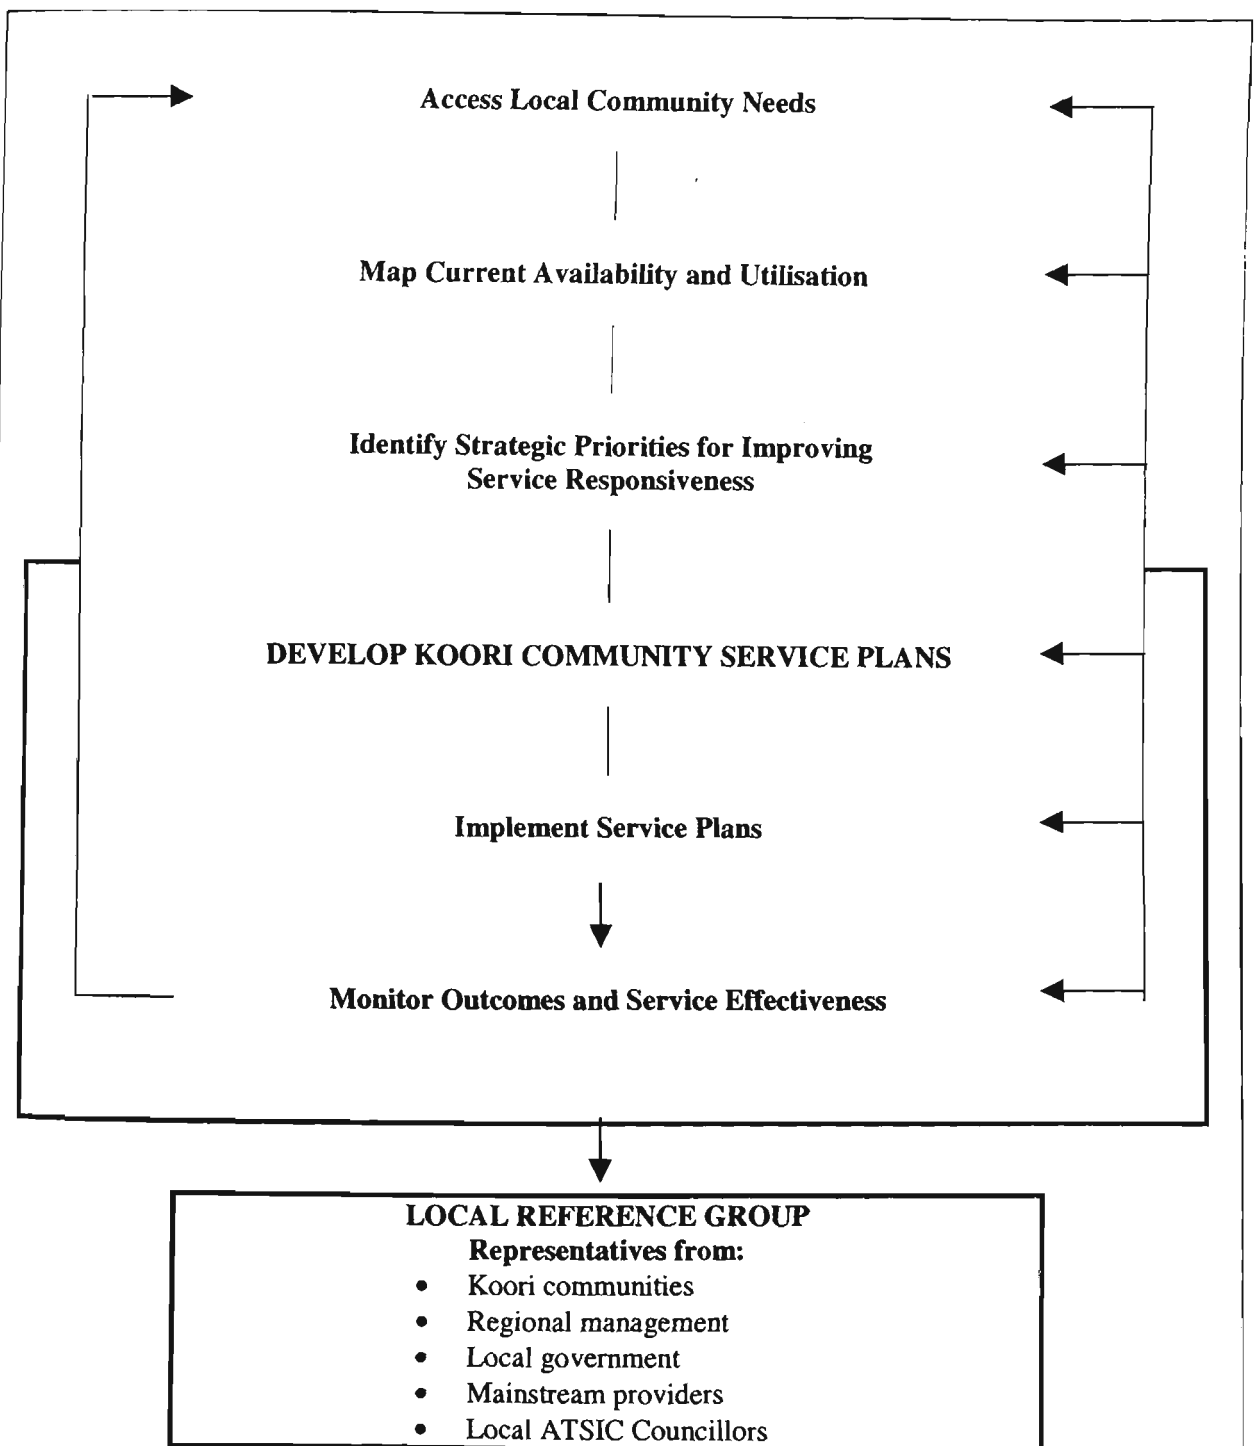 Access Local Community Needs
Map Current Availability and Utilisation
Identify Strategic Priorities for Improving
Service Responsiveness
DEVELOP KOORI COMMUNITY SERVICE PLANS
Implement Service Plans
Monitor Outcomes and Service Effectiveness
LOCAL REFERENCE GROUP
Representatives from:
• Koori communities
• Regional management
• Local government
• Mainstream providers
• Local ATSIC Councillors